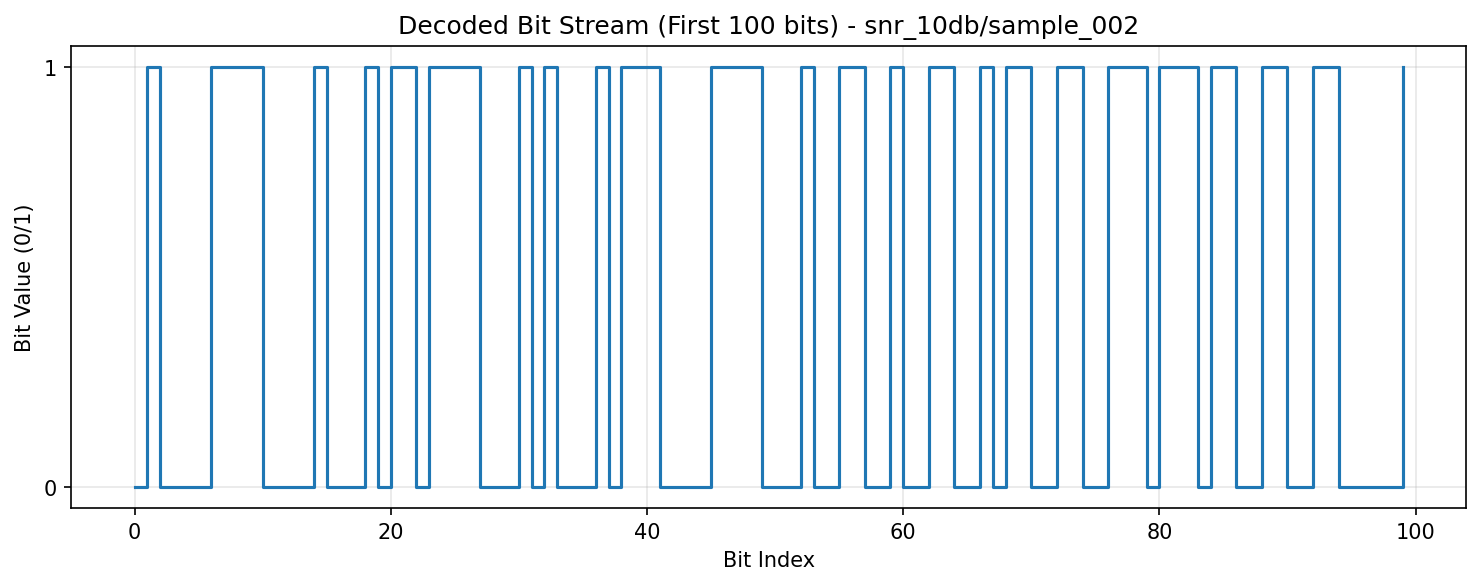 Decoded Bit Stream (First 100 bits) - snr_10db/sample_002
Bit Value (0/1)
1
0
0 20 40 60 80 100
Bit Index